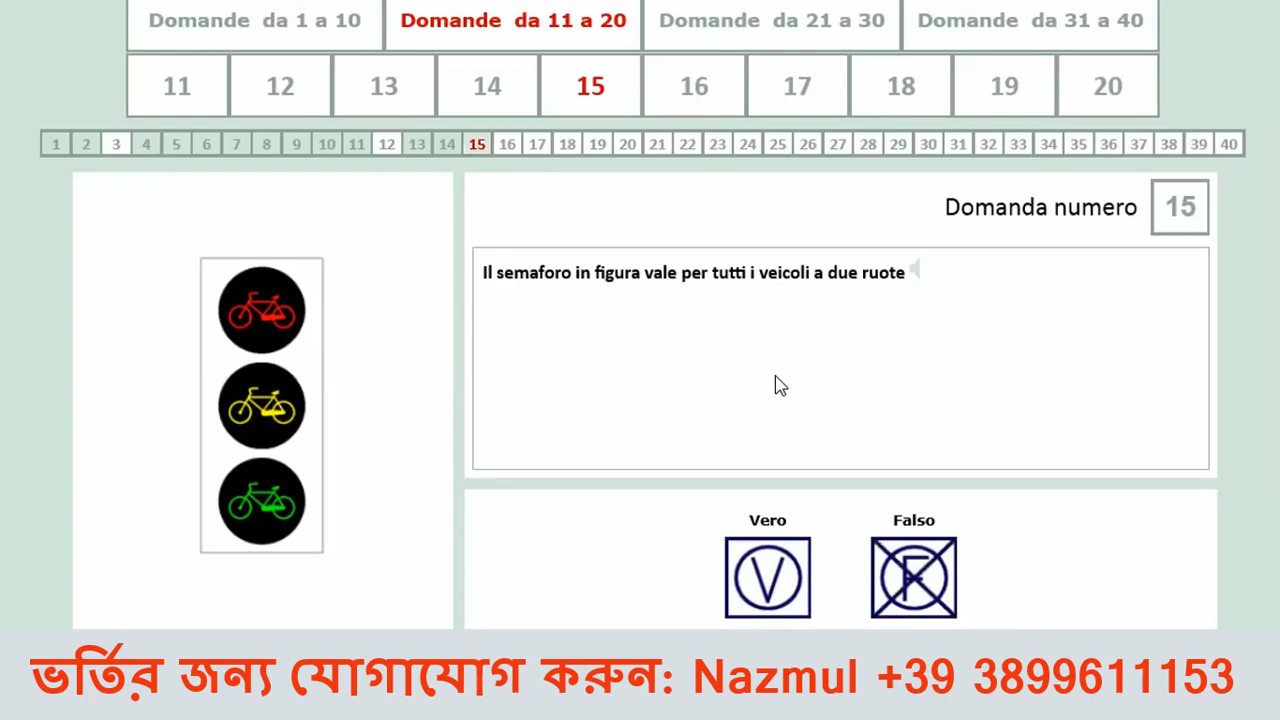 Domande da 1 a 10 Domande da 11 a 20 Domande da 21 a 30 Domande da 31 a 40
11 12 13 14 15 16 17 18 19 20
1 2 3 4 5 6 7 8 9 10 11 12 13 14 15 16 17 18 19 20 21 22 23 24 25 26 27 28 29 30 31 32 33 34 35 36 37 38 39 40
Domanda numero 15
Il semaforo in figura vale per tutti i veicoli a due ruote
Vero Falso
V F
ভর্তির জন্য যোগাযোগ করুন: Nazmul +39 3899611153